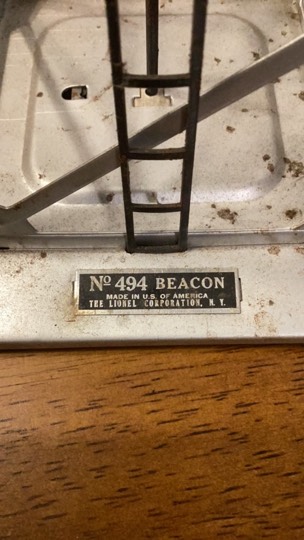 Nº 494 BEACON
MADE IN U.S. OF AMERICA
THE LIONEL CORPORATION, N. Y.